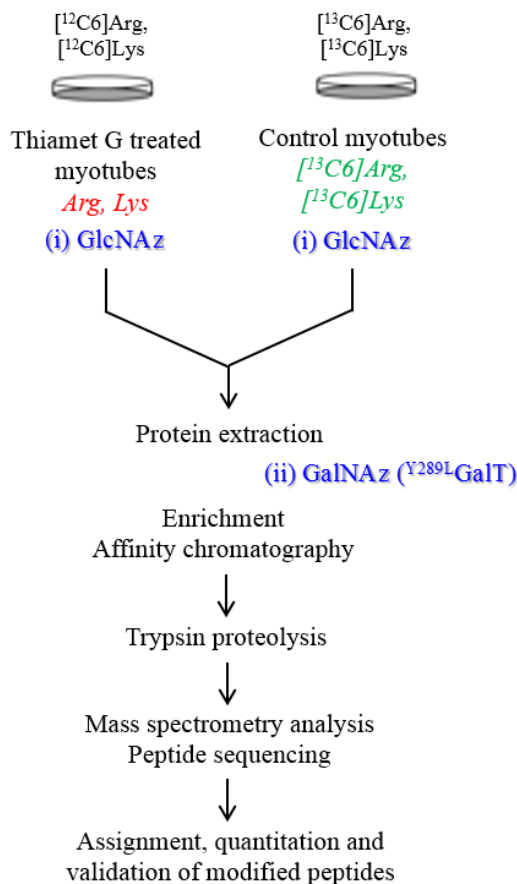 [¹²C6]Arg,
[¹²C6]Lys
[¹³C6]Arg,
[¹³C6]Lys
Thiamet G treated
myotubes
Arg, Lys
(i) GlcNAz
Control myotubes
[¹³C6]Arg,
[¹³C6]Lys
(i) GlcNAz
Protein extraction
(ii) GalNAz (ʸ²⁸⁹ᴸGalT)
Enrichment
Affinity chromatography
Trypsin proteolysis
Mass spectrometry analysis
Peptide sequencing
Assignment, quantitation and
validation of modified peptides